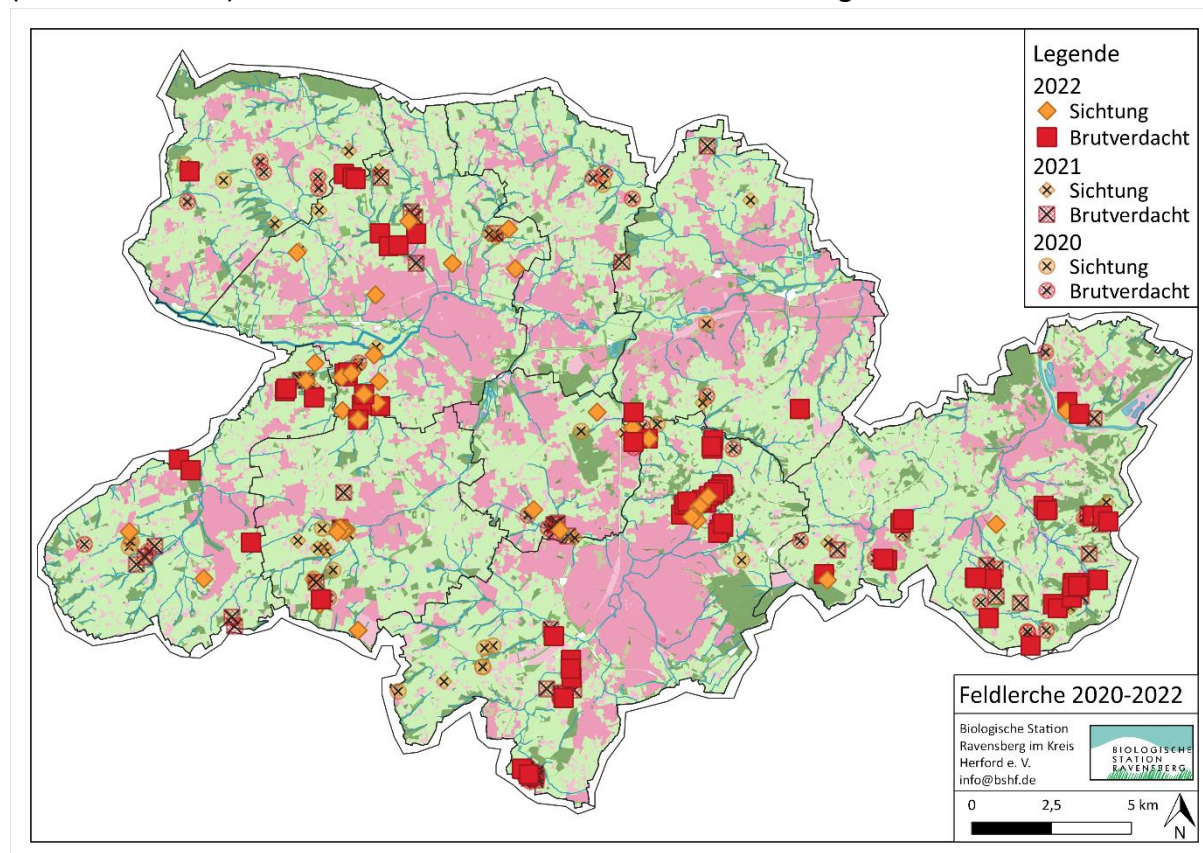 Legende
2022
Sichtung
Brutverdacht
2021
Sichtung
Brutverdacht
2020
Sichtung
Brutverdacht
Feldlerche 2020-2022
Biologische Station
Ravensberg im Kreis
Herford e. V.
info@bshf.de
BIOLOGISCHE
STATION
RAVENSBERG
0 2,5 5 km
N